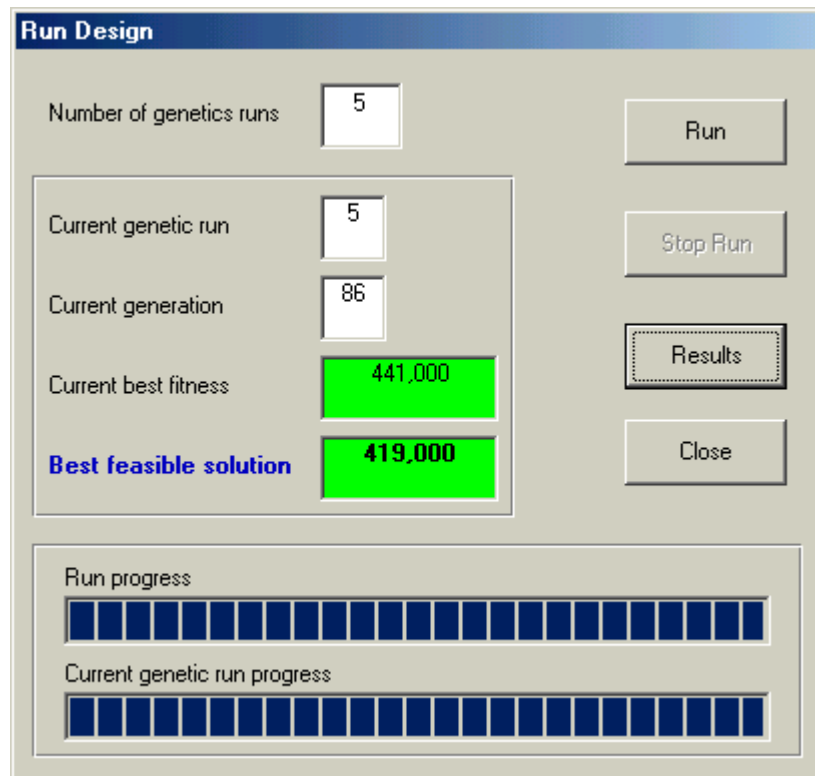 Run Design
Number of genetics runs 5
Run
Current genetic run 5
Stop Run
Current generation 86
Results
Current best fitness 441,000
Close
Best feasible solution 419,000
Run progress
Current genetic run progress